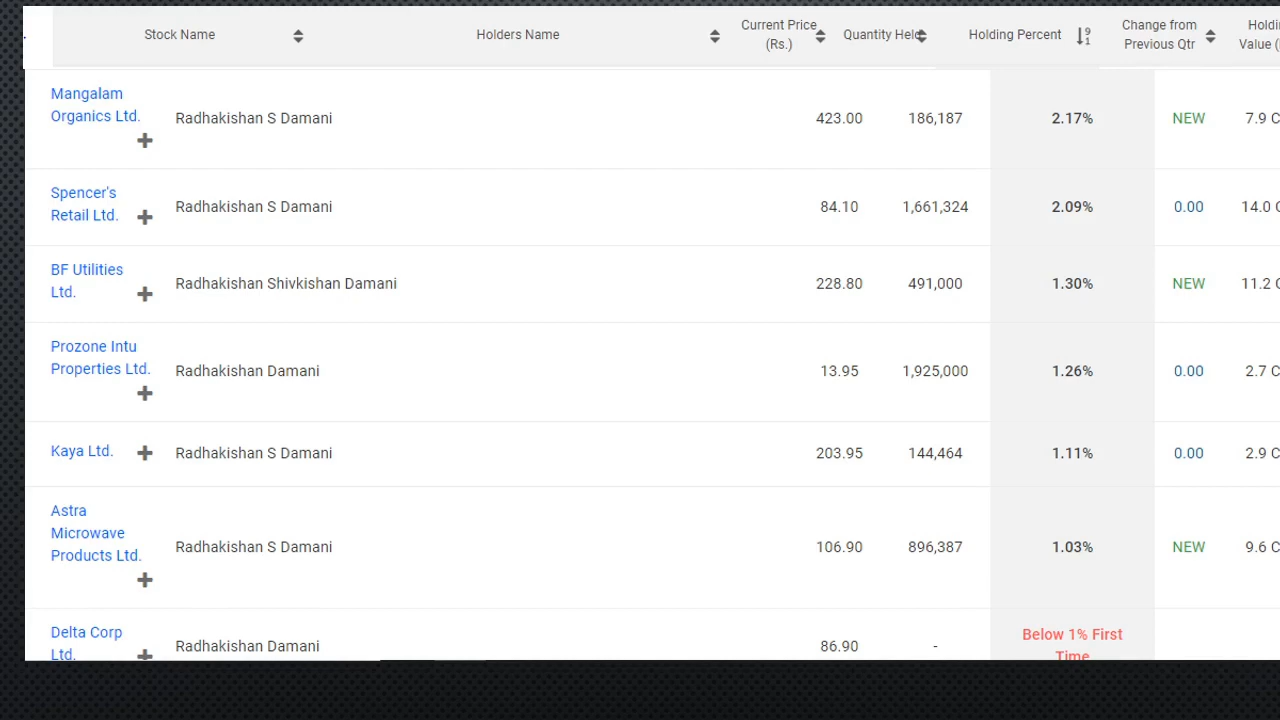 Stock Name
Holders Name
Current Price
(Rs.)
Quantity Held
Holding Percent
9
1
Change from
Previous Qtr
Value (
Mangalam
Organics Ltd.
Radhakishan S Damani
423.00
186,187
2.17%
NEW
7.9 C
Spencer's
Retail Ltd.
Radhakishan S Damani
84.10
1,661,324
2.09%
0.00
14.0 C
BF Utilities
Ltd.
Radhakishan Shivkishan Damani
228.80
491,000
1.30%
NEW
11.2 C
Prozone Intu
Properties Ltd.
Radhakishan Damani
13.95
1,925,000
1.26%
0.00
2.7 C
Kaya Ltd.
Radhakishan S Damani
203.95
144,464
1.11%
0.00
2.9 C
Astra
Microwave
Products Ltd.
Radhakishan S Damani
106.90
896,387
1.03%
NEW
9.6 C
Delta Corp
Ltd.
Radhakishan Damani
86.90
-
Below 1% First
Time